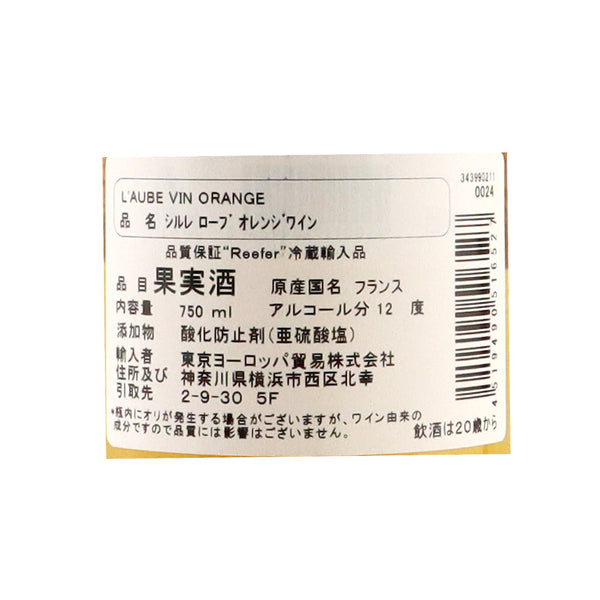 L'AUBE VIN ORANGE
品 名 シルレ ローブ オレンジワイン
343990211
0024
品質保証“Reefer”冷蔵輸入品
品目 果実酒 原産国名 フランス
内容量 750 ml アルコール分 12 度
添加物 酸化防止剤(亜硫酸塩)
輸入者 東京ヨーロッパ貿易株式会社
住所及び 神奈川県横浜市西区北幸
引取先 2-9-30 5F
*瓶内にオリが発生する場合がございますが、ワイン由来の
成分ですので品質には影響はございません。
飲酒は20歳から
4519490516527